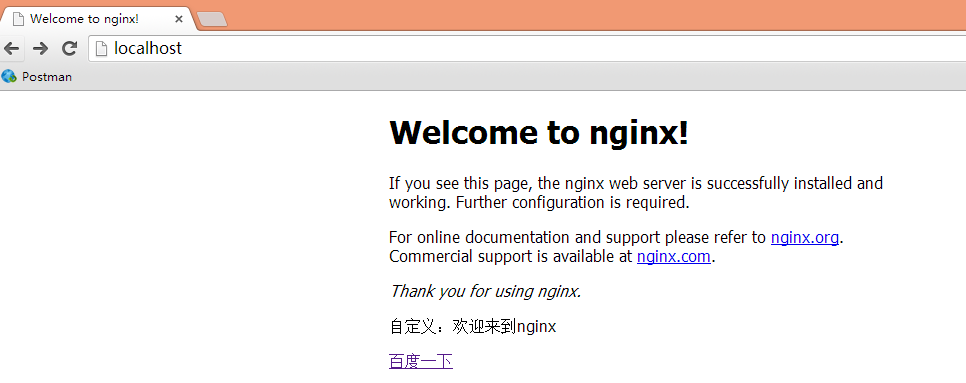 Welcome to nginx!
localhost
Postman
Welcome to nginx!
If you see this page, the nginx web server is successfully installed and
working. Further configuration is required.
For online documentation and support please refer to nginx.org.
Commercial support is available at nginx.com.
Thank you for using nginx.
自定义：欢迎来到nginx
百度一下